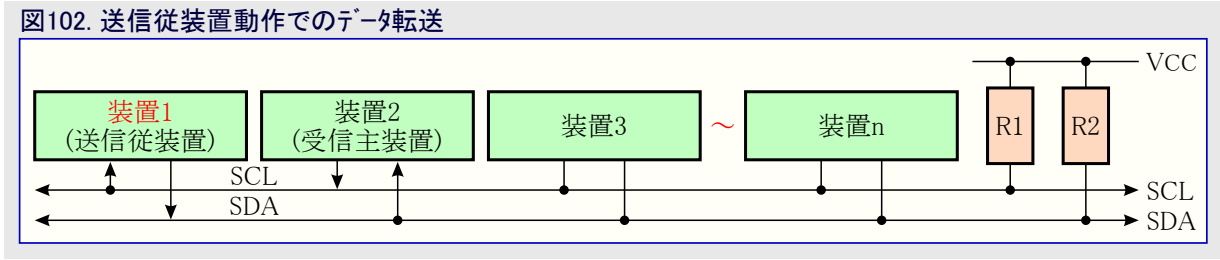 図102. 送信従装置動作でのﾃﾞｰﾀ転送
VCC
装置1
(送信従装置)
装置2
(受信主装置)
装置3
～
装置n
R1
R2
SCL
SCL
SDA
SDA